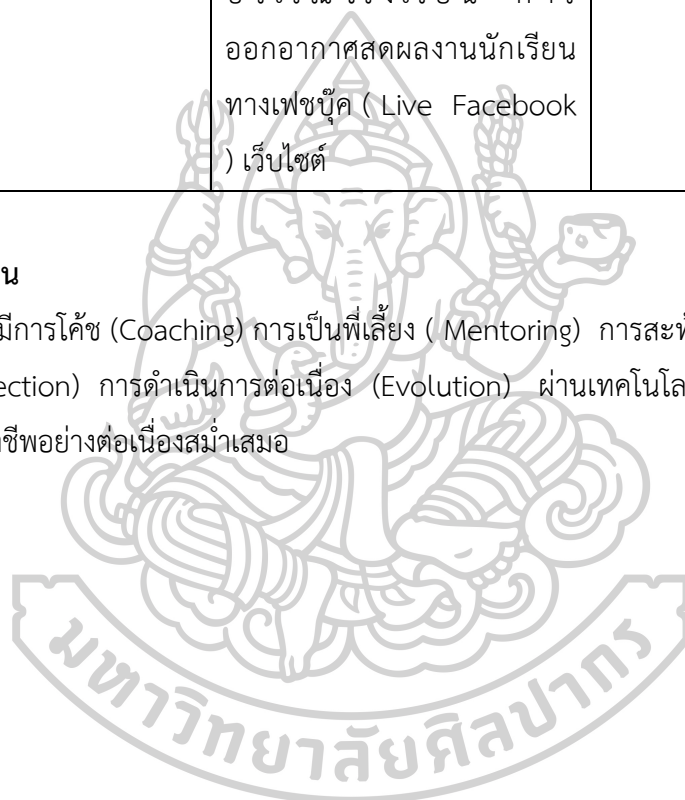 ออกอากาศสดผลงานนักเรียน
ทางเฟซบุ๊ค ( Live Facebook
) เว็บไซต์
น
มีการโค้ช (Coaching) การเป็นพี่เลี้ยง ( Mentoring) การสะท้
ection) การดำเนินการต่อเนื่อง (Evolution) ผ่านเทคโนโล
าชีพอย่างต่อเนื่องสม่ำเสมอ
มหาวิทยาลัยศิลปากร